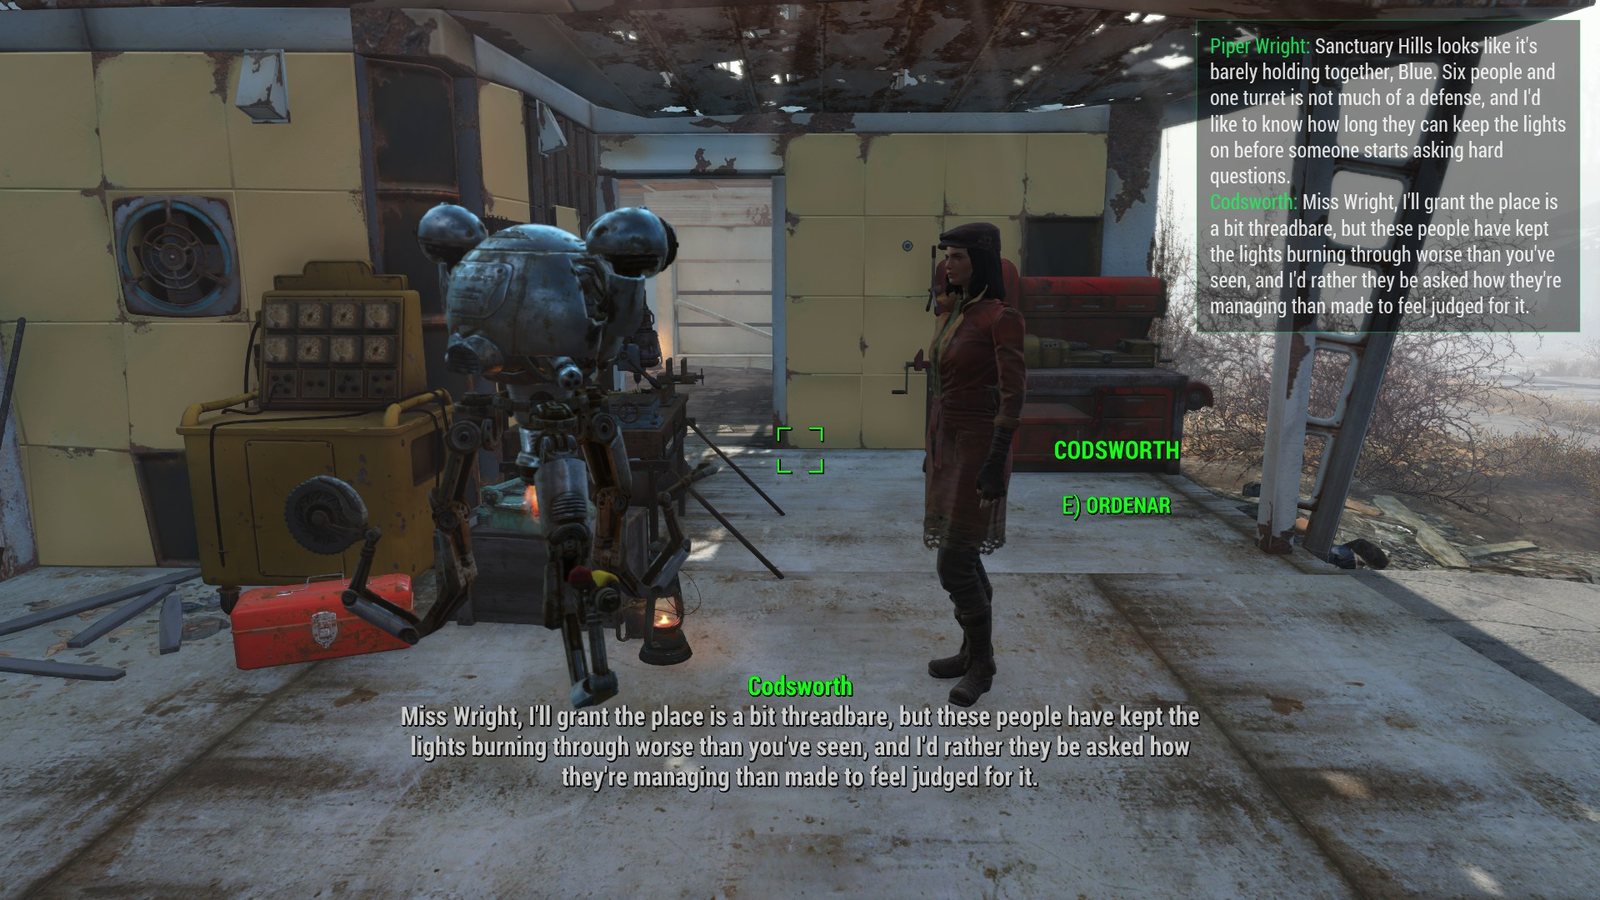 Piper Wright: Sanctuary Hills looks like it's
barely holding together, Blue. Six people and
one turret is not much of a defense, and I'd
like to know how long they can keep the lights
on before someone starts asking hard
questions.
Codsworth: Miss Wright, I'll grant the place is
a bit threadbare, but these people have kept
the lights burning through worse than you've
seen, and I'd rather they be asked how they're
managing than made to feel judged for it.
CODSWORTH
E) ORDENAR
Codsworth
Miss Wright, I'll grant the place is a bit threadbare, but these people have kept the
lights burning through worse than you've seen, and I'd rather they be asked how
they're managing than made to feel judged for it.